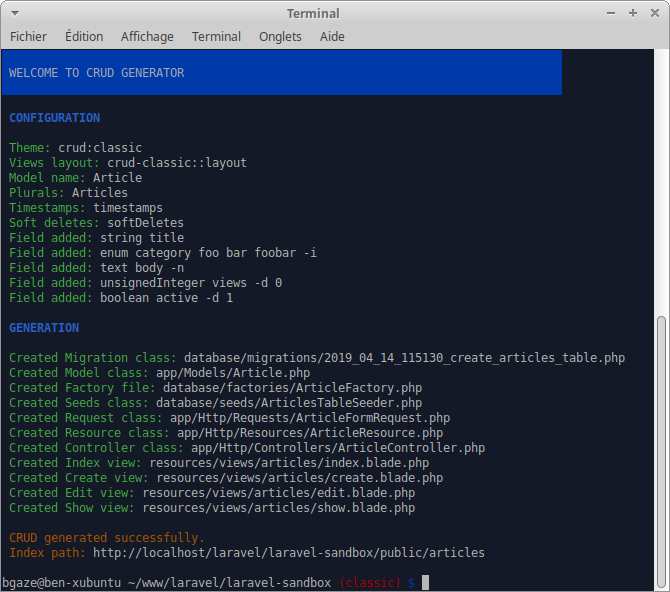 Terminal
Fichier Édition Affichage Terminal Onglets Aide
WELCOME TO CRUD GENERATOR
CONFIGURATION
Theme: crud:classic
Views layout: crud-classic::layout
Model name: Article
Plurals: Articles
Timestamps: timestamps
Soft deletes: softDeletes
Field added: string title
Field added: enum category foo bar foobar -i
Field added: text body -n
Field added: unsignedInteger views -d 0
Field added: boolean active -d 1
GENERATION
Created Migration class: database/migrations/2019_04_14_115130_create_articles_table.php
Created Model class: app/Models/Article.php
Created Factory file: database/factories/ArticleFactory.php
Created Seeds class: database/seeds/ArticlesTableSeeder.php
Created Request class: app/Http/Requests/ArticleFormRequest.php
Created Resource class: app/Http/Resources/ArticleResource.php
Created Controller class: app/Http/Controllers/ArticleController.php
Created Index view: resources/views/articles/index.blade.php
Created Create view: resources/views/articles/create.blade.php
Created Edit view: resources/views/articles/edit.blade.php
Created Show view: resources/views/articles/show.blade.php
CRUD generated successfully.
Index path: http://localhost/laravel/laravel-sandbox/public/articles
bgaze@ben-xubuntu ~/www/laravel/laravel-sandbox (classic) $